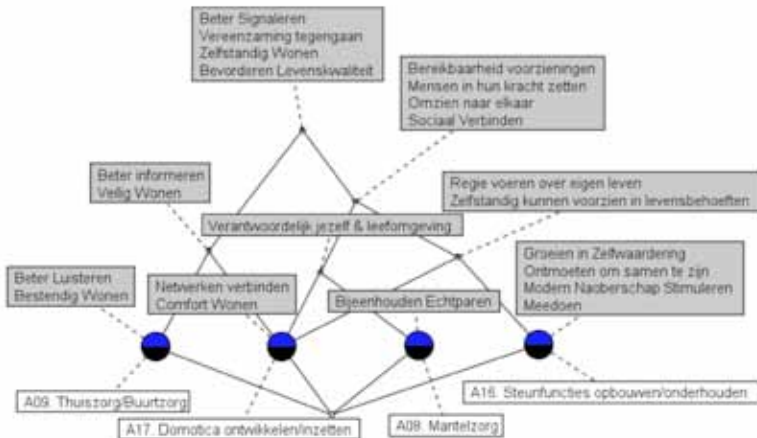 Beter Signaleren
Vereenzaming tegengaan
Zelfstandig Wonen
Bevorderen Levenskwaliteit
Bereikbaarheid voorzieningen
Mensen in hun kracht zetten
Omzien naar elkaar
Sociaal Verbinden
Beter informeren
Veilig Wonen
Regie voeren over eigen leven
Zelfstandig kunnen voorzien in levensbehoeften
Verantwoordelijk jezelf & leefomgeving
Groeien in Zelfwaardering
Ontmoeten om samen te zijn
Modern Naoberschap Stimuleren
Meedoen
Beter Luisteren
Bestendig Wonen
Netwerken verbinden
Comfort Wonen
Bijeenhouden Echtparen
A09. Thuiszorg/Buurtzorg
A17. Domotica ontwikkelen/inzetten
A08. Mantelzorg
A16. Steunfuncties opbouwen/onderhouden